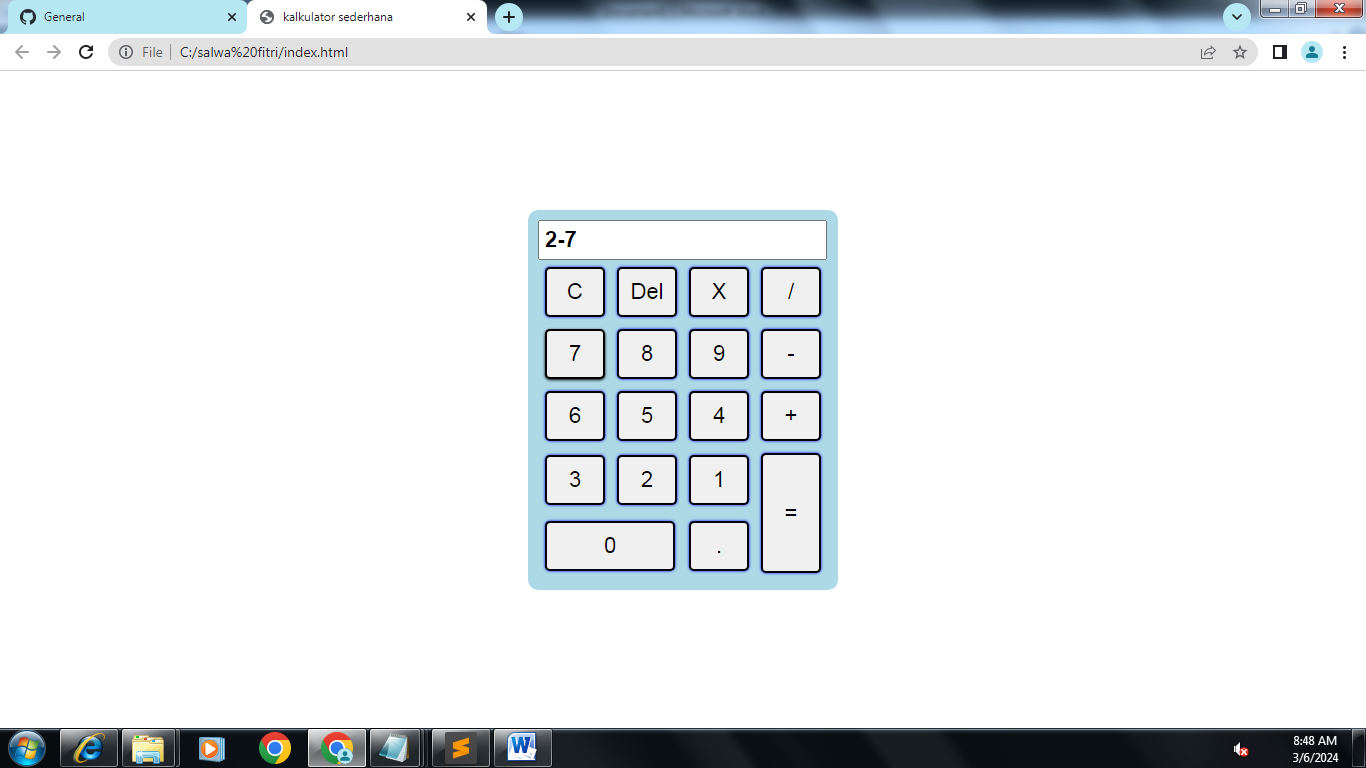 General
kalkulator sederhana
File
C:/salwa%20fitri/index.html
2-7
C Del X /
7 8 9 -
6 5 4 +
3 2 1
=
0 .
8:48 AM
3/6/2024